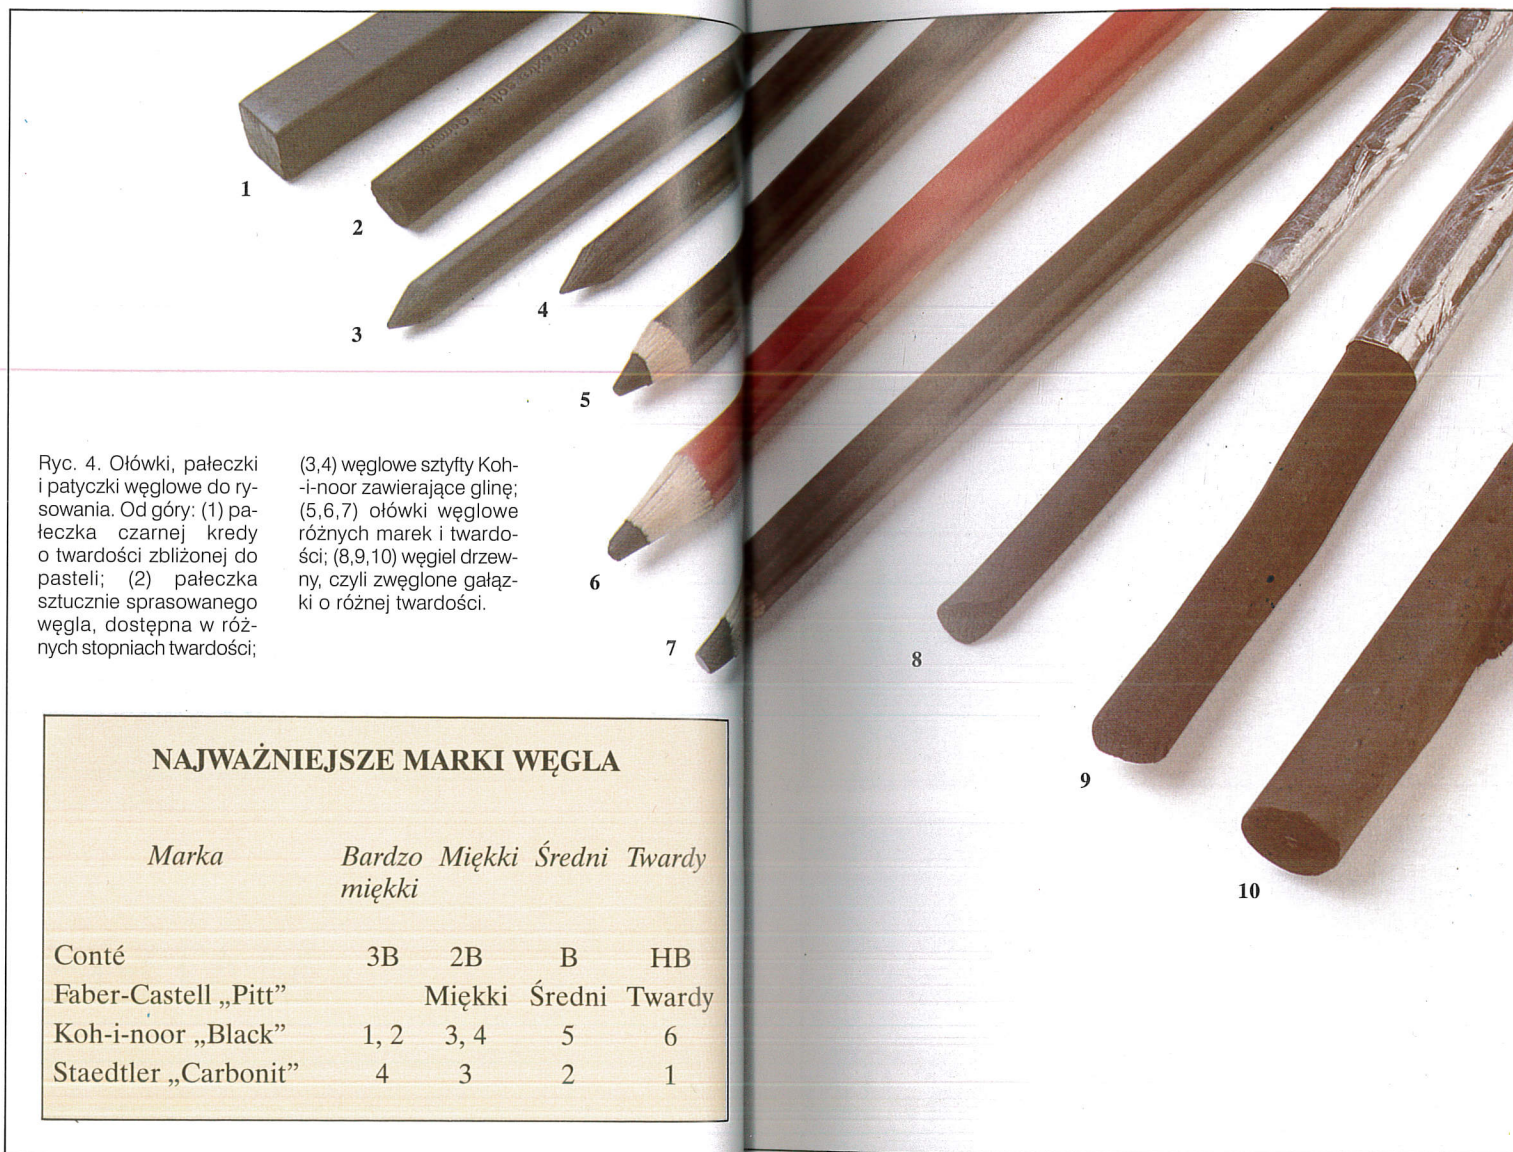 1
2
3
4
5
6
7
8
9
10
Ryc. 4. Ołówki, pałeczki
i patyczki węglowe do ry-
sowania. Od góry: (1) pa-
łeczka czarnej kredy
o twardości zbliżonej do
pasteli; (2) pałeczka
sztucznie sprasowanego
węgla, dostępna w róż-
nych stopniach twardości;
(3,4) węglowe sztyfty Koh-
-i-noor zawierające glinę;
(5,6,7) ołówki węglowe
różnych marek i twardo-
ści; (8,9,10) węgiel drzew-
ny, czyli zwęglone gałąz-
ki o różnej twardości.
NAJWAŻNIEJSZE MARKI WĘGLA
Marka Bardzo Miękki Średni Twardy
miękki
Conté 3B 2B B HB
Faber-Castell „Pitt” Miękki Średni Twardy
Koh-i-noor „Black” 1, 2 3, 4 5 6
Staedtler „Carbonit” 4 3 2 1